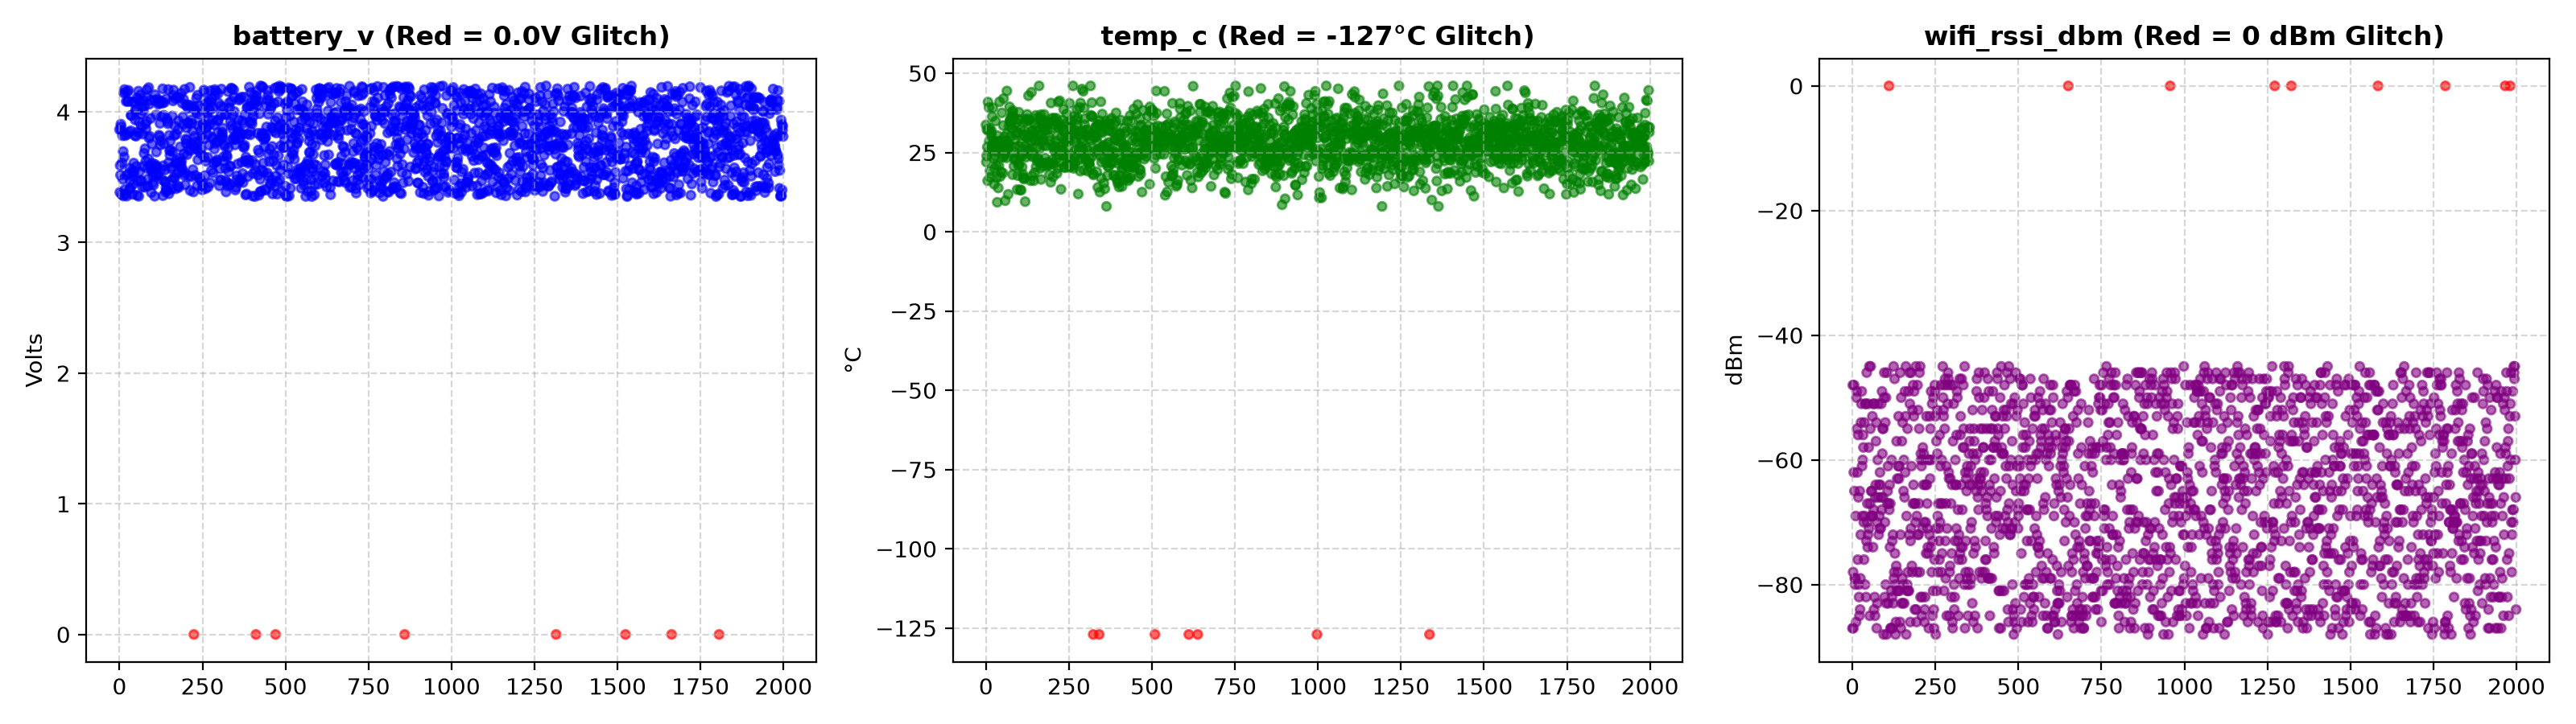 battery_v (Red = 0.0V Glitch)
Volts
4
3
2
1
0
0 250 500 750 1000 1250 1500 1750 2000
temp_c (Red = -127°C Glitch)
°C
50
25
0
−25
−50
−75
−100
−125
0 250 500 750 1000 1250 1500 1750 2000
wifi_rssi_dbm (Red = 0 dBm Glitch)
dBm
0
−20
−40
−60
−80
0 250 500 750 1000 1250 1500 1750 2000